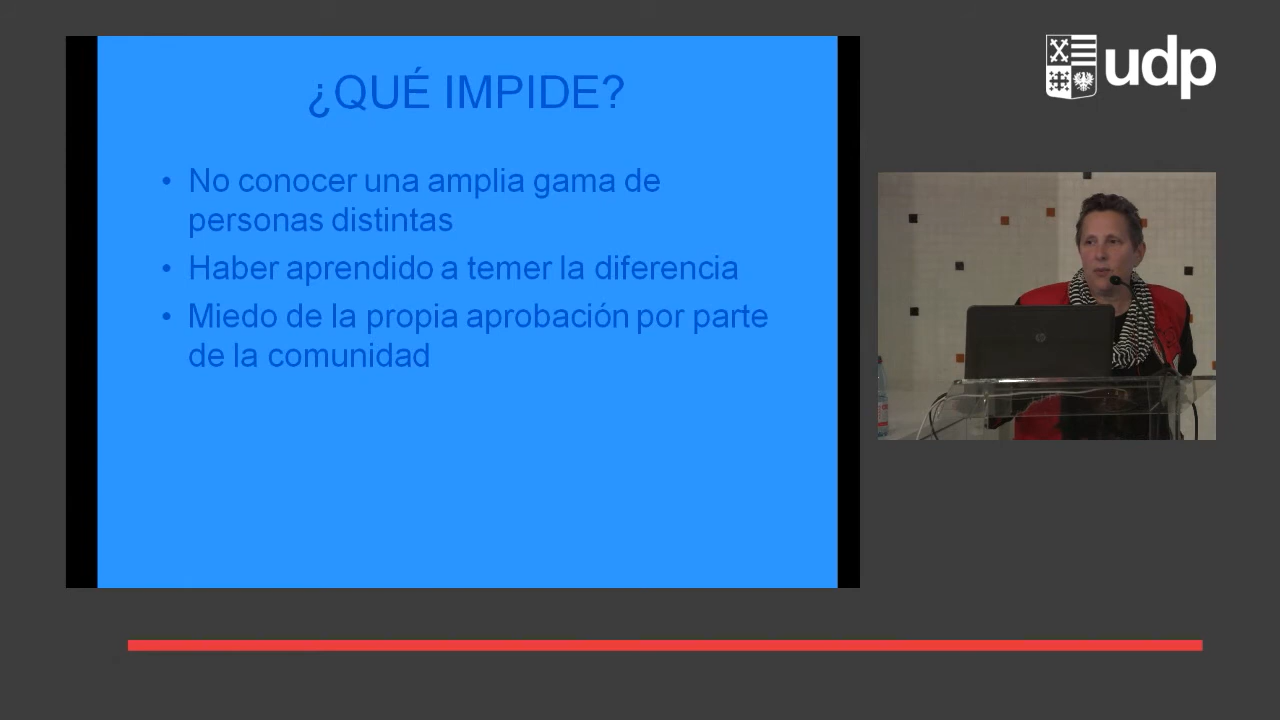 ¿QUÉ IMPIDE?
• No conocer una amplia gama de
personas distintas
• Haber aprendido a temer la diferencia
• Miedo de la propia aprobación por parte
de la comunidad
udp